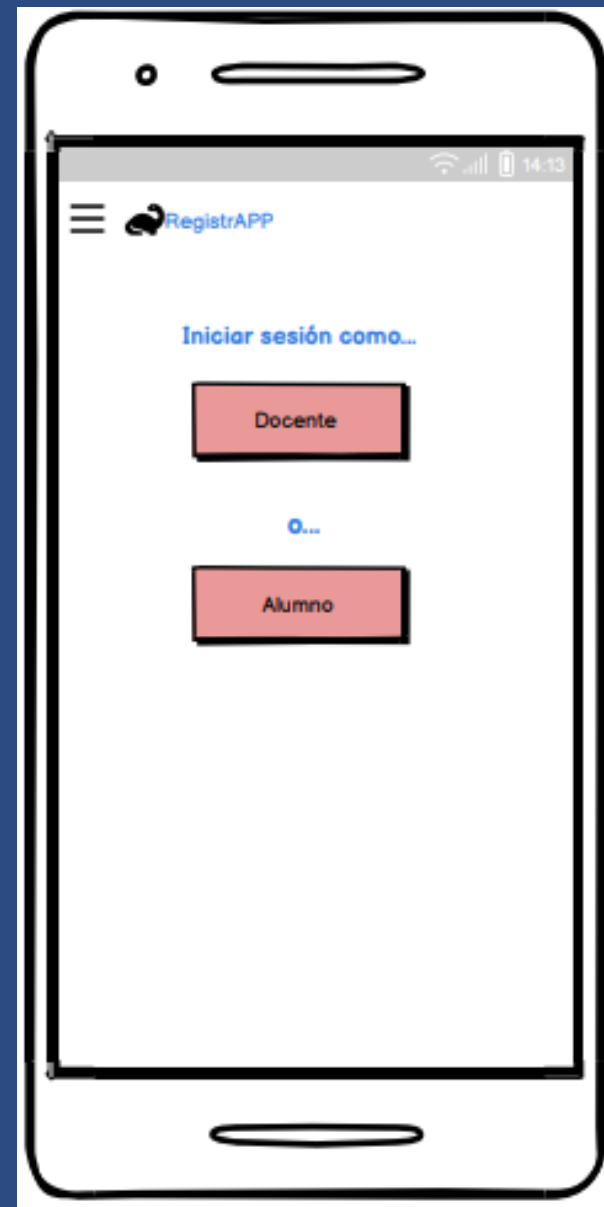 14:13
RegistrAPP
Iniciar sesión como...
Docente
o...
Alumno